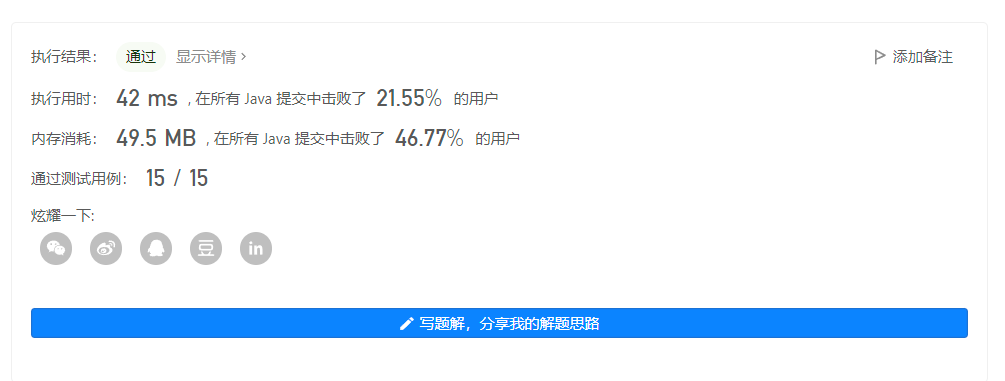 执行结果： 通过 显示详情 › 添加备注
执行用时： 42 ms , 在所有 Java 提交中击败了 21.55% 的用户
内存消耗： 49.5 MB , 在所有 Java 提交中击败了 46.77% 的用户
通过测试用例： 15 / 15
炫耀一下:
豆 in
写题解，分享我的解题思路